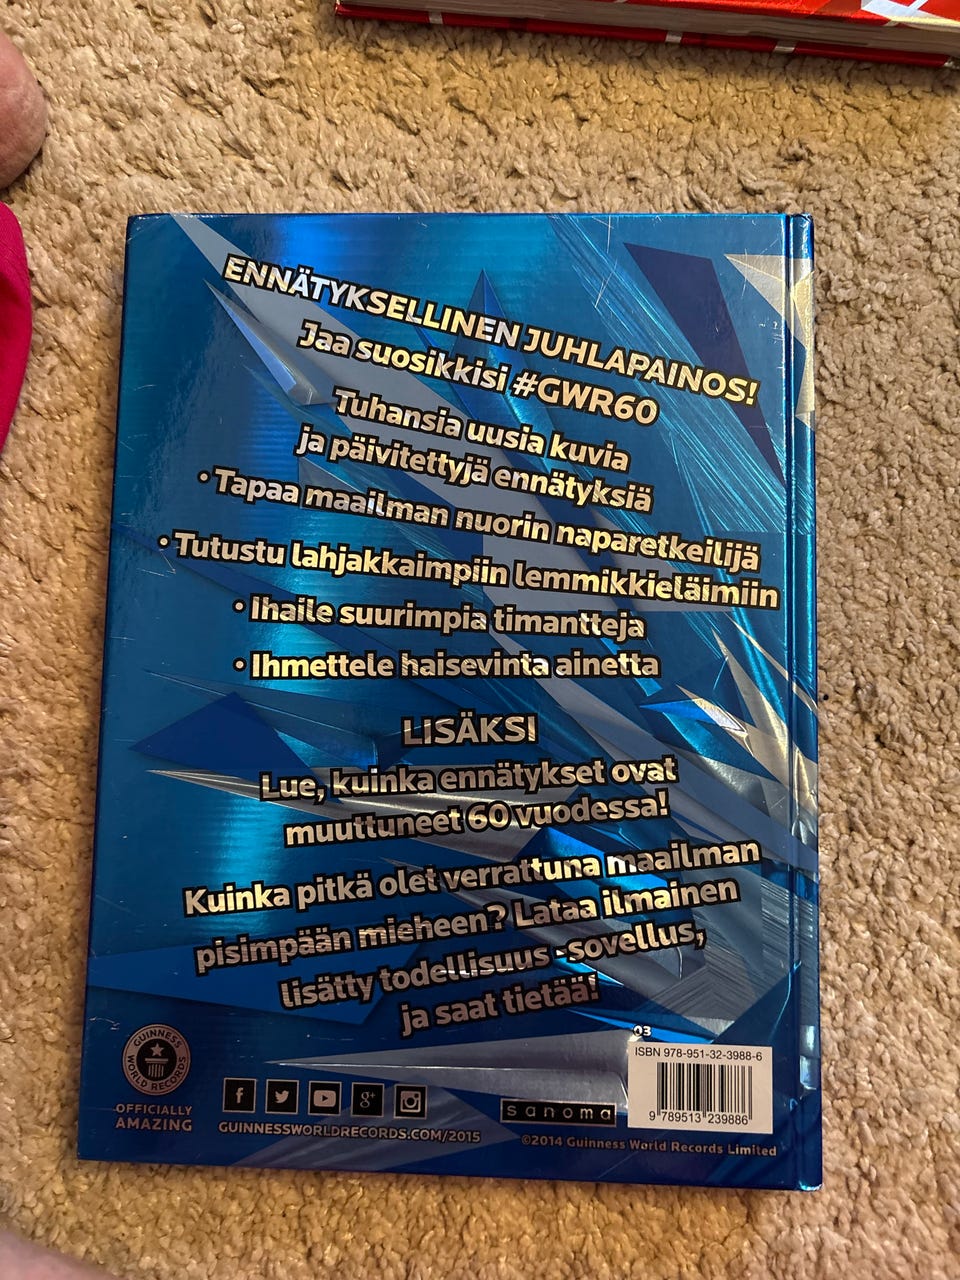 ENNÄTYKSELLINEN JUHLAPAINOS!
Jaa suosikkisi #GWR60
Tuhansia uusia kuvia
ja päivitettyjä ennätyksiä
• Tapaa maailman nuorin naparetkeilijä
• Tutustu lahjakkaimpiin lemmikkieläimiin
• Ihaile suurimpia timantteja
• Ihmettele haisevinta ainetta
LISÄKSI
Lue, kuinka ennätykset ovat
muuttuneet 60 vuodessa!
Kuinka pitkä olet verrattuna maailman
pisimpään mieheen? Lataa ilmainen
lisätty todellisuus -sovellus,
ja saat tietää!
GUINNESS
WORLD RECORDS
OFFICIALLY
AMAZING
f
g+
GUINNESSWORLDRECORDS.COM/2015
sanoma
03
ISBN 978-951-32-3988-6
9 789513 239886
©2014 Guinness World Records Limited